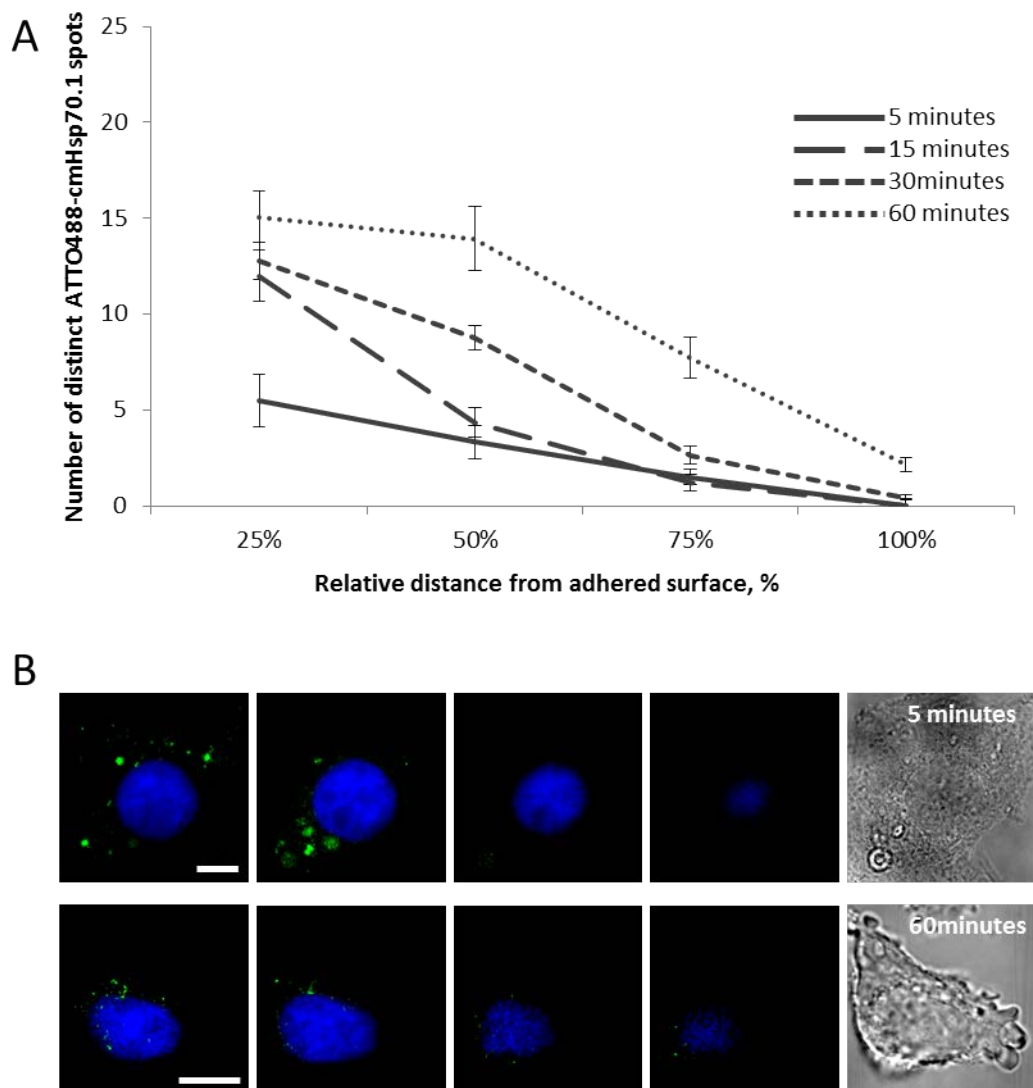 A
Number of distinct ATTO488-cmHsp70.1 spots
25
20
15
10
5
0
5 minutes
15 minutes
30minutes
60 minutes
25%
50%
75%
100%
Relative distance from adhered surface, %
B
5 minutes
60minutes